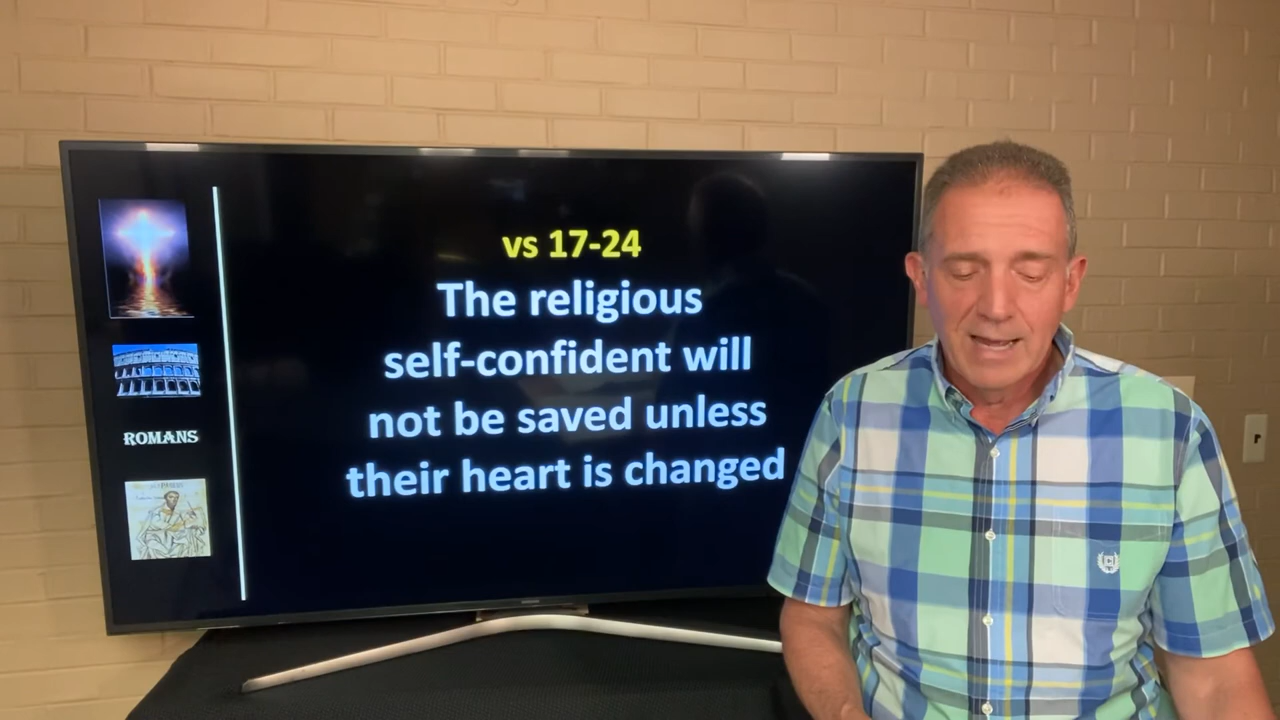 vs 17-24
The religious
self-confident will
not be saved unless
their heart is changed
ROMANS